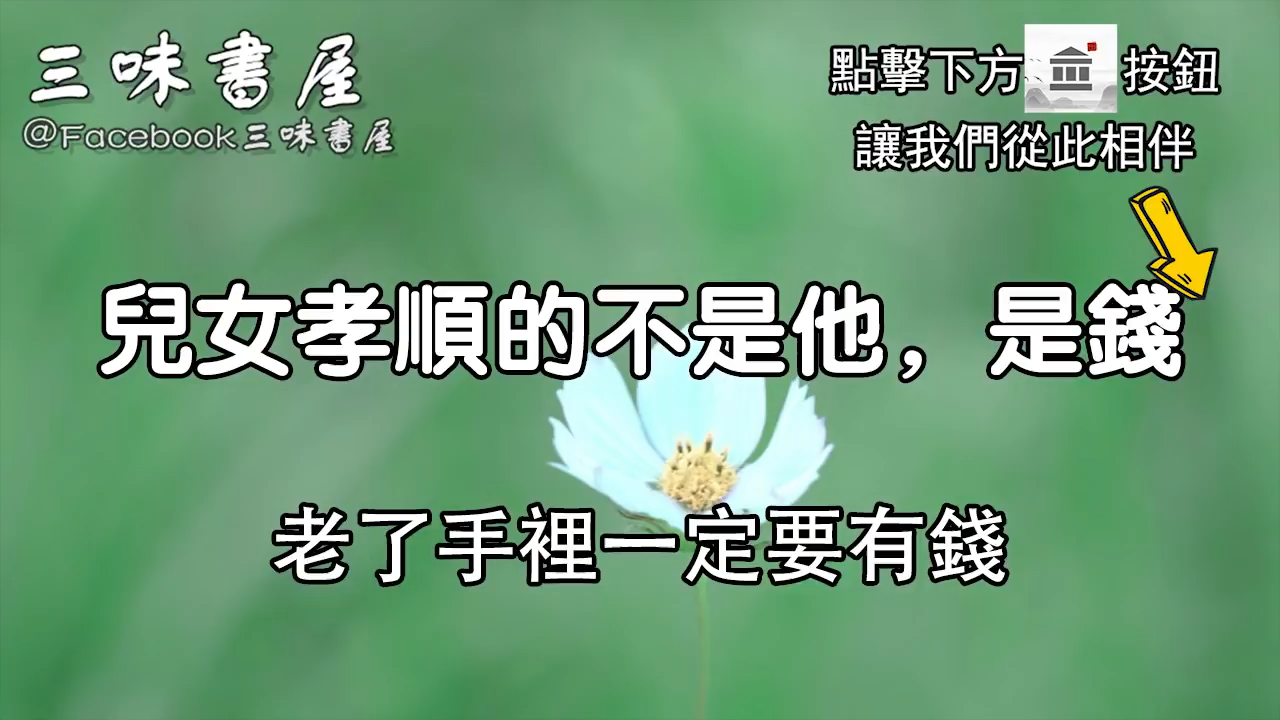 三味書屋
@Facebook三味書屋
點擊下方 按鈕
讓我們從此相伴
兒女孝順的不是他，是錢
老了手裡一定要有錢